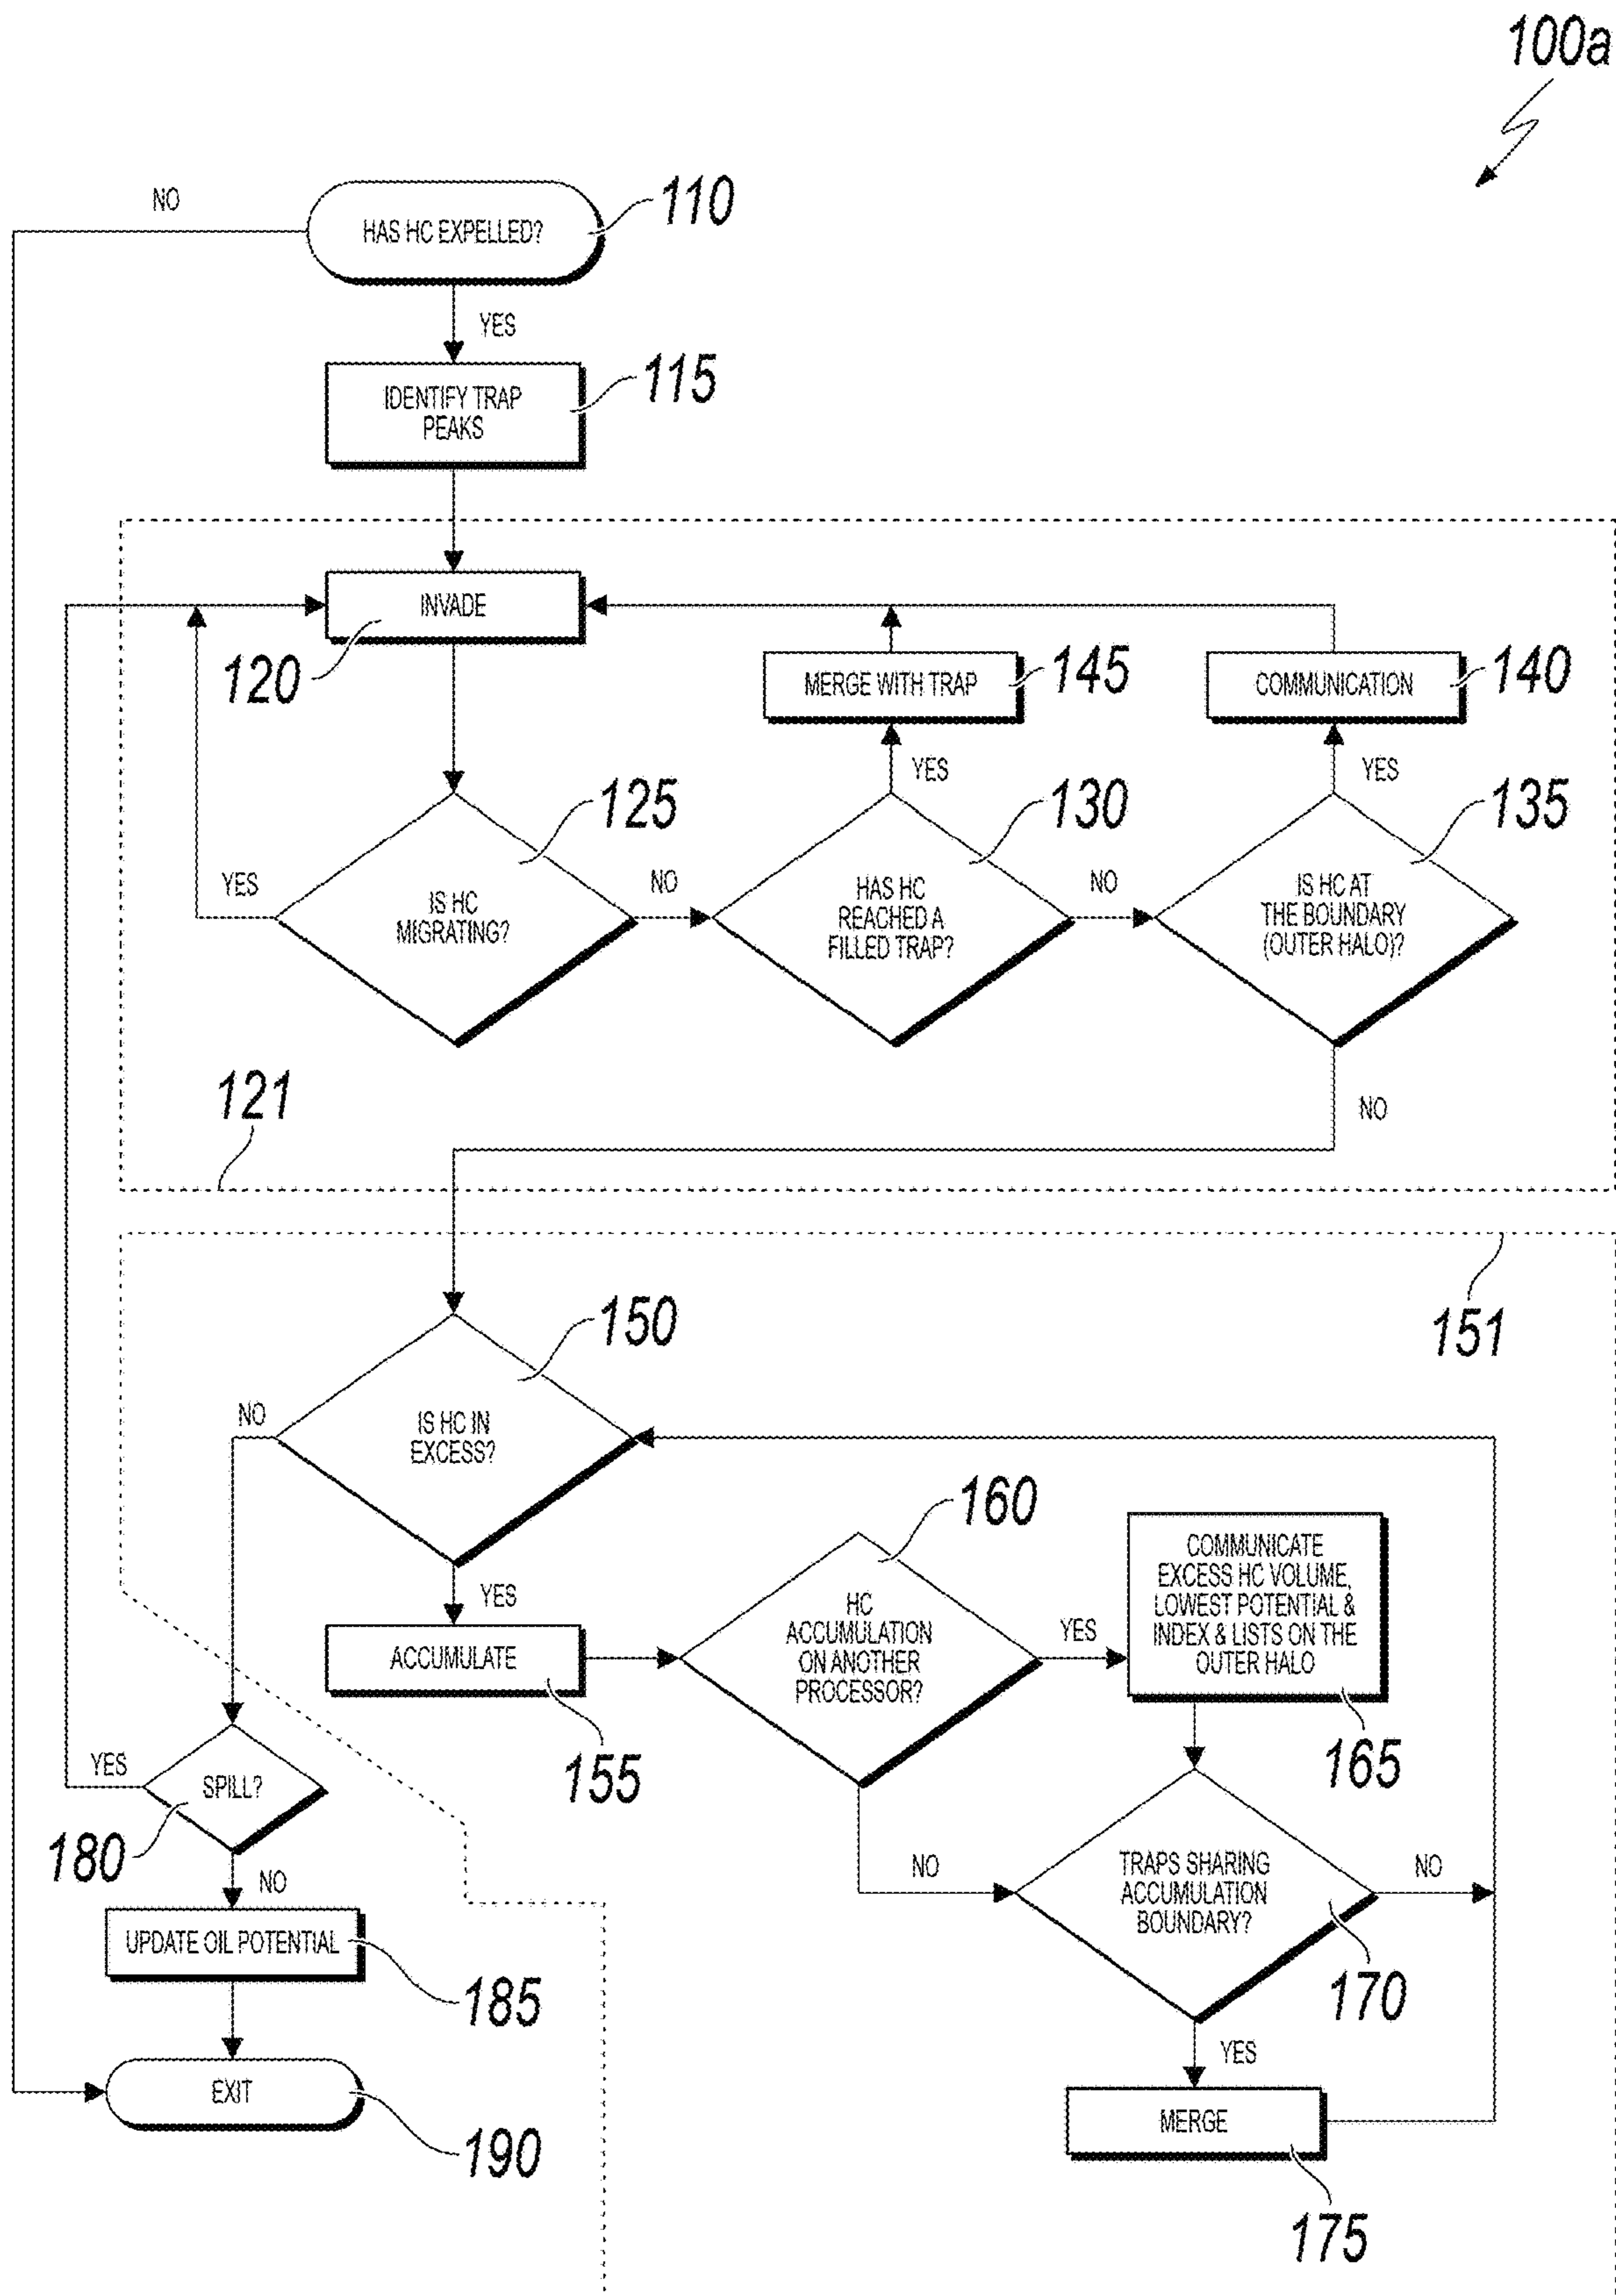 100a
NO
HAS HC EXPELLED?
110
YES
IDENTIFY TRAP
PEAKS
115
INVADE
120
MERGE WITH TRAP
145
COMMUNICATION
140
YES
YES
125
130
135
YES
IS HC
MIGRATING?
NO
HAS HC
REACHED A
FILLED TRAP?
NO
IS HC AT
THE BOUNDARY
(OUTER HALO)?
121
NO
151
150
NO
IS HC IN
EXCESS?
160
YES
ACCUMULATE
155
HC
ACCUMULATION
ON ANOTHER
PROCESSOR?
YES
COMMUNICATE
EXCESS HC VOLUME,
LOWEST POTENTIAL &
INDEX & LISTS ON THE
OUTER HALO
165
YES
SPILL?
180
NO
NO
TRAPS SHARING
ACCUMULATION
BOUNDARY?
NO
170
UPDATE OIL POTENTIAL
185
YES
EXIT
190
MERGE
175